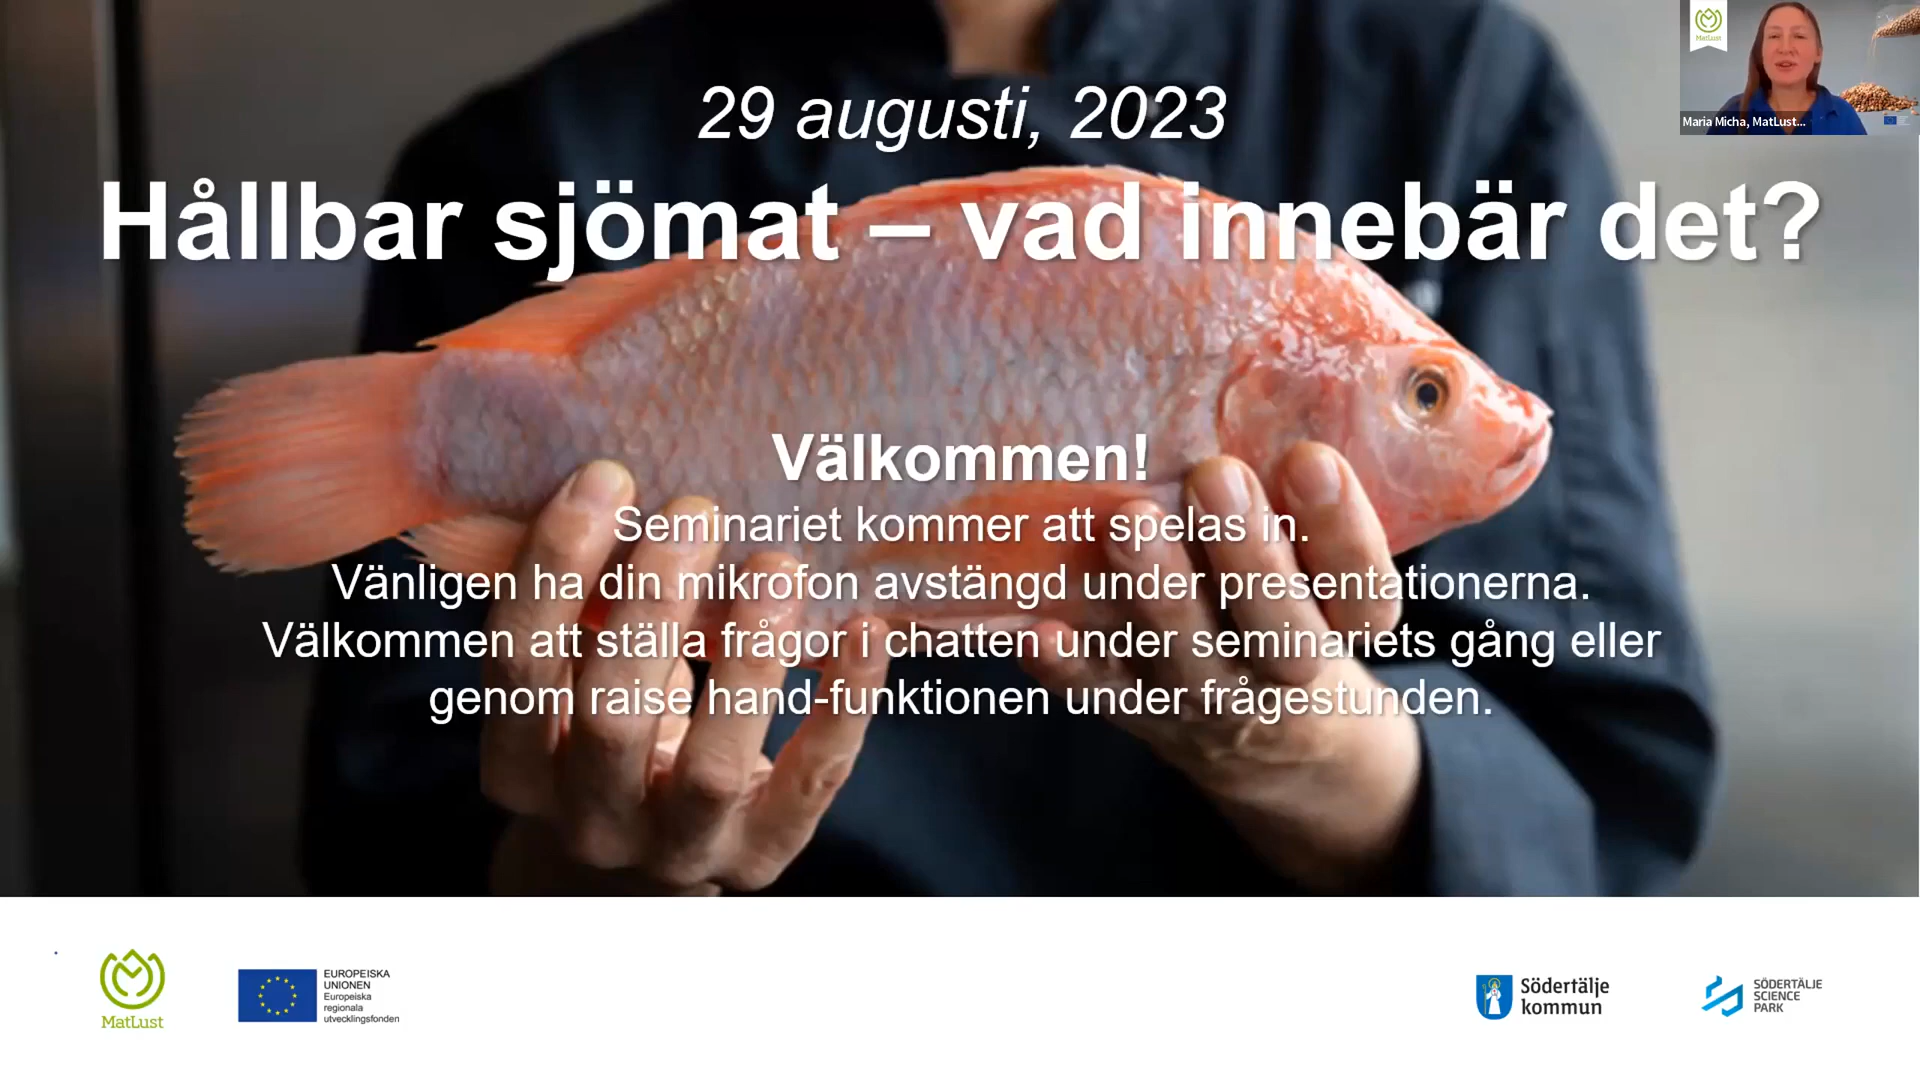 MatLust
Maria Micha, MatLust...
29 augusti, 2023
Hållbar sjömat – vad innebär det?
Välkommen!
Seminariet kommer att spelas in.
Vänligen ha din mikrofon avstängd under presentationerna.
Välkommen att ställa frågor i chatten under seminariets gång eller
genom raise hand-funktionen under frågestunden.
MatLust
EUROPEISKA
UNIONEN
Europeiska
regionala
utvecklingsfonden
Södertälje
kommun
SÖDERTÄLJE
SCIENCE
PARK